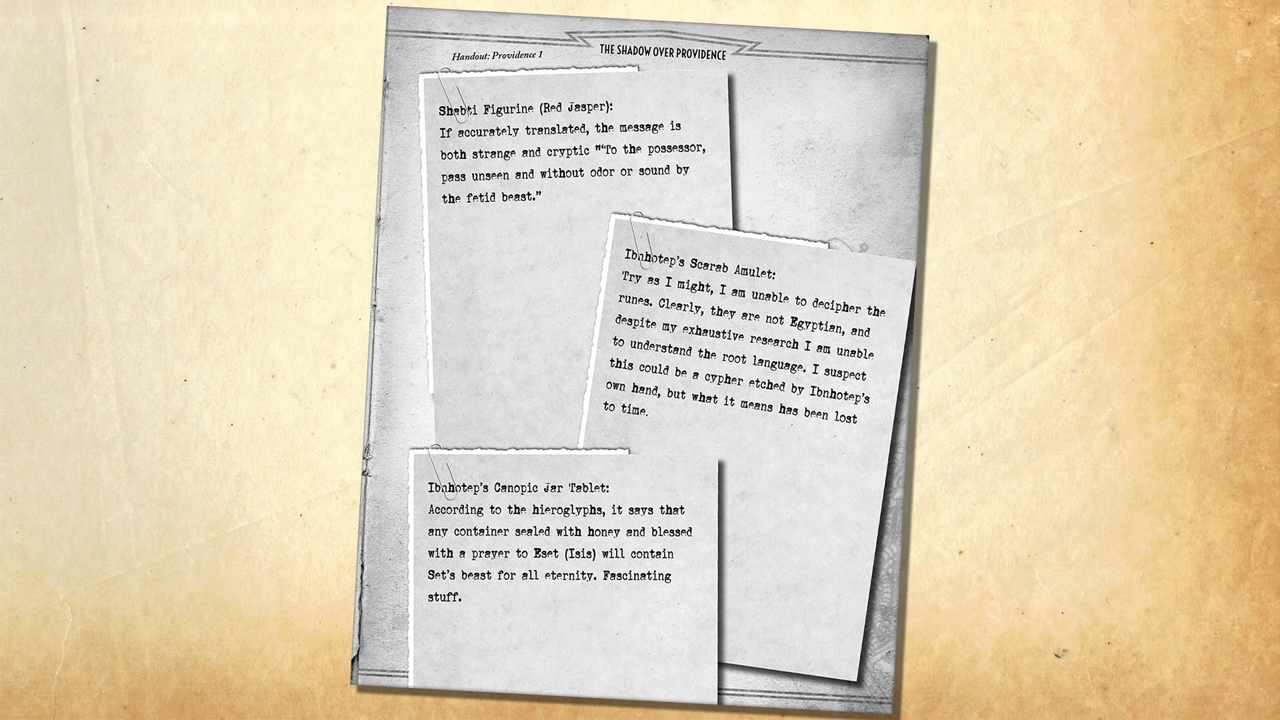 Handout: Providence 1
THE SHADOW OVER PROVIDENCE
Shabti Figurine (Red Jasper):
If accurately translated, the message is
both strange and cryptic "“To the possessor,
pass unseen and without odor or sound by
the fetid beast.”
Ibnhotep’s Scarab Amulet:
Try as I might, I am unable to decipher the
runes. Clearly, they are not Egyptian, and
despite my exhaustive research I am unable
to understand the root language. I suspect
this could be a cypher etched by Ibnhotep’s
own hand, but what it means has been lost
to time.
Ibnhotep’s Canopic Jar Tablet:
According to the hieroglyphs, it says that
any container sealed with honey and blessed
with a prayer to Eset (Isis) will contain
Set’s beast for all eternity. Fascinating
stuff.